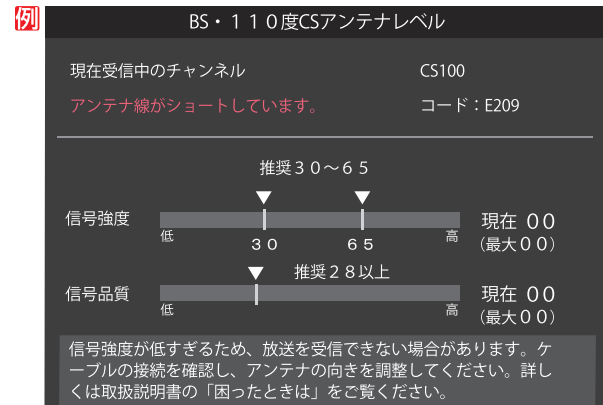 例
BS・110度CSアンテナレベル
現在受信中のチャンネル CS100
アンテナ線がショートしています。 コード：E209
推奨３０～６５
信号強度 低 ３０ ６５ 高 現在 ００
(最大００)
推奨２８以上
信号品質 低 高 現在 ００
(最大００)
信号強度が低すぎるため、放送を受信できない場合があります。ケ
ーブルの接続を確認し、アンテナの向きを調整してください。詳し
くは取扱説明書の「困ったときは」をご覧ください。